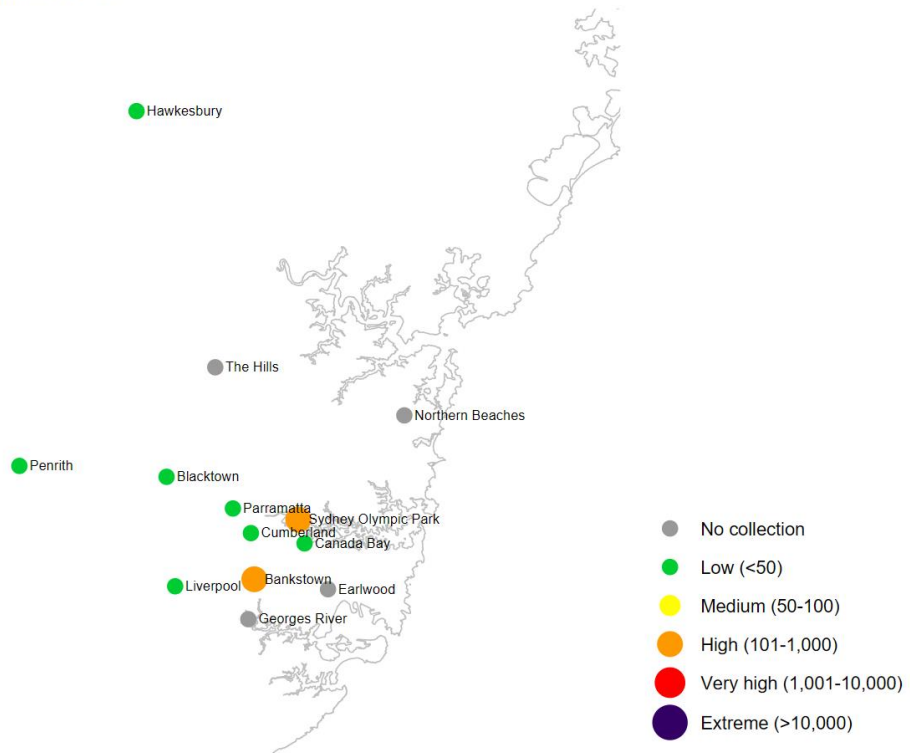 Hawkesbury
The Hills
Northern Beaches
Penrith
Blacktown
Parramatta
Sydney Olympic Park
Cumberland
Canada Bay
Bankstown
Liverpool
Earlwood
Georges River
No collection
Low (<50)
Medium (50-100)
High (101-1,000)
Very high (1,001-10,000)
Extreme (>10,000)